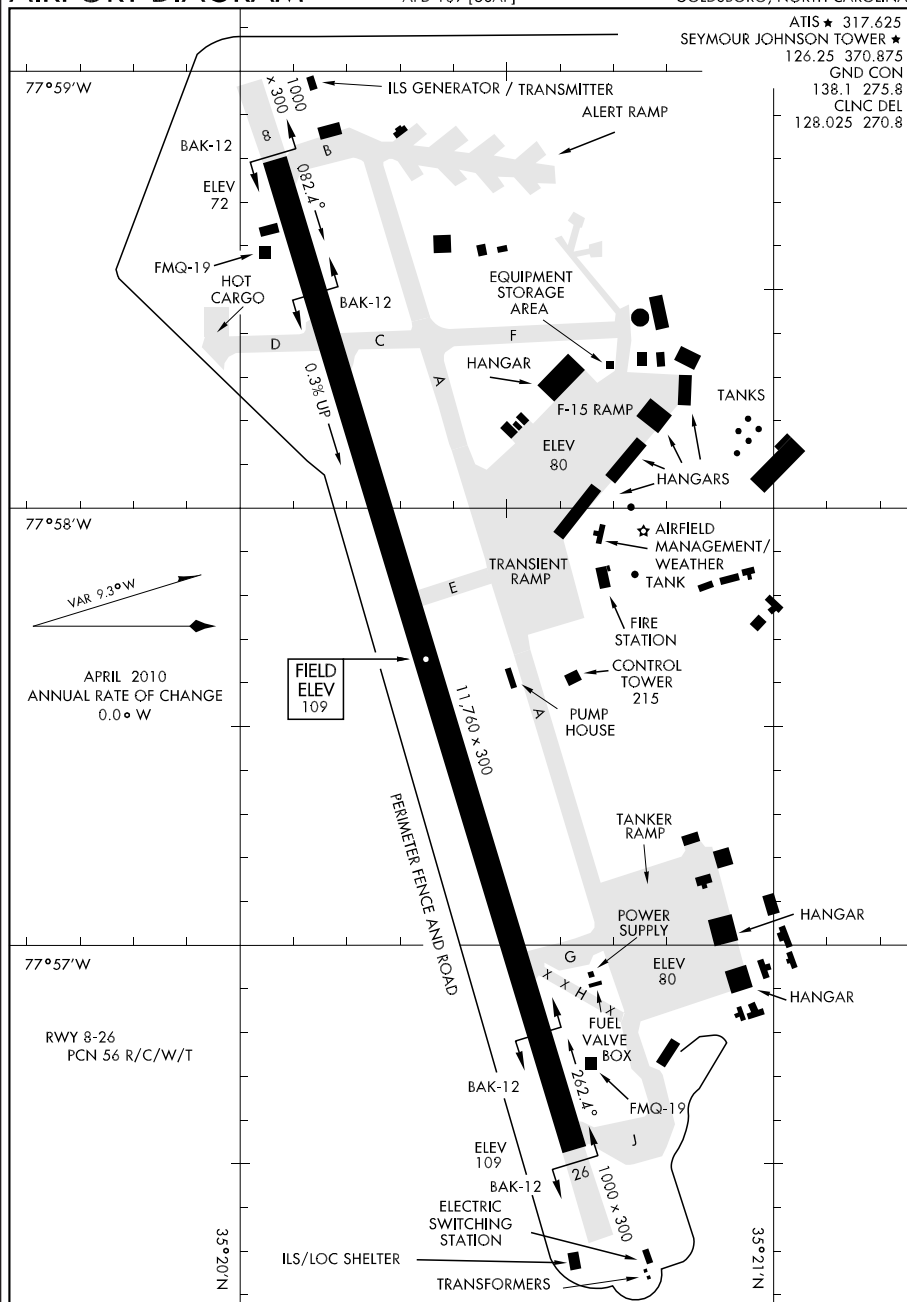 ATIS ★ 317.625
SEYMOUR JOHNSON TOWER ★
126.25 370.875
GND CON
138.1 275.8
CLNC DEL
128.025 270.8
77°59'W
1000
x 300
ILS GENERATOR / TRANSMITTER
ALERT RAMP
8
B
BAK-12
ELEV
72
082.4°
FMQ-19
HOT
CARGO
BAK-12
EQUIPMENT
STORAGE
AREA
D
C
F
HANGAR
A
0.3% UP
F-15 RAMP
TANKS
ELEV
80
HANGARS
77°58'W
AIRFIELD
MANAGEMENT/
WEATHER
TRANSIENT
RAMP
TANK
VAR 9.3° W
E
FIRE
STATION
FIELD
ELEV
109
CONTROL
TOWER
215
APRIL 2010
ANNUAL RATE OF CHANGE
0.0° W
A
PUMP
HOUSE
11,760 x 300
PERIMETER FENCE AND ROAD
TANKER
RAMP
POWER
SUPPLY
HANGAR
77°57'W
G
ELEV
80
X X H X
HANGAR
RWY 8-26
PCN 56 R/C/W/T
FUEL
VALVE
BOX
BAK-12
262.4°
FMQ-19
J
ELEV
109
26
BAK-12
1000 x 300
ELECTRIC
SWITCHING
STATION
35°20'N
35°21'N
ILS/LOC SHELTER
TRANSFORMERS